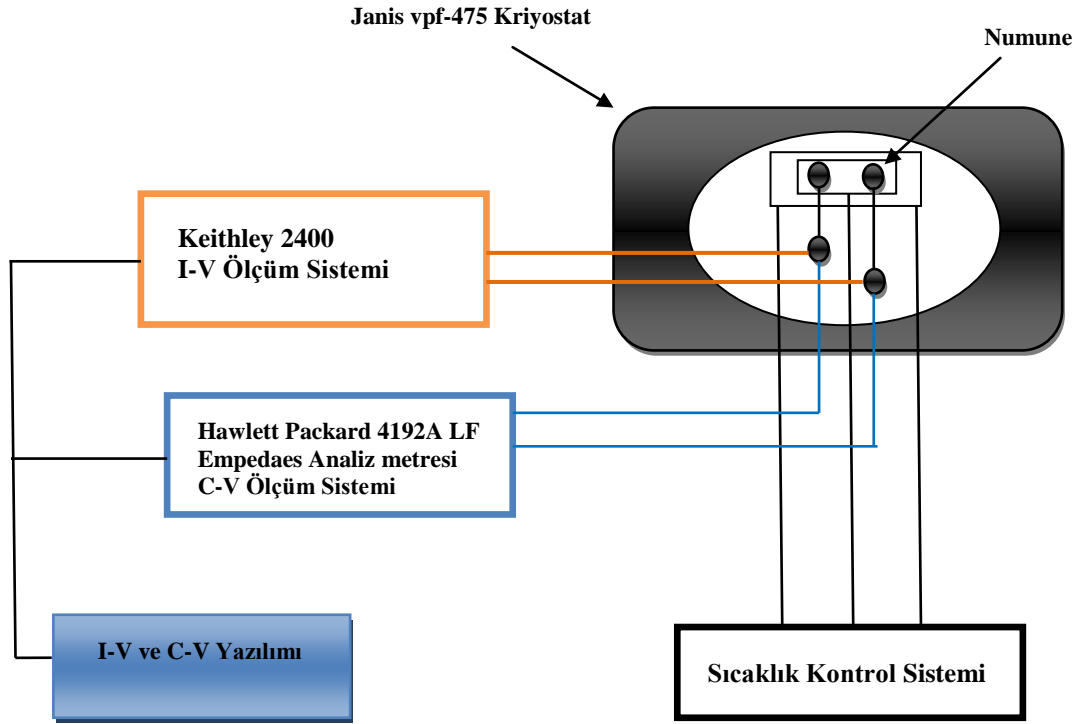 Janis vpf-475 Kriyostat
Numune
Keithley 2400
I-V Ölçüm Sistemi
Hawlett Packard 4192A LF
Empedaes Analiz metresi
C-V Ölçüm Sistemi
I-V ve C-V Yazılımı
Sıcaklık Kontrol Sistemi